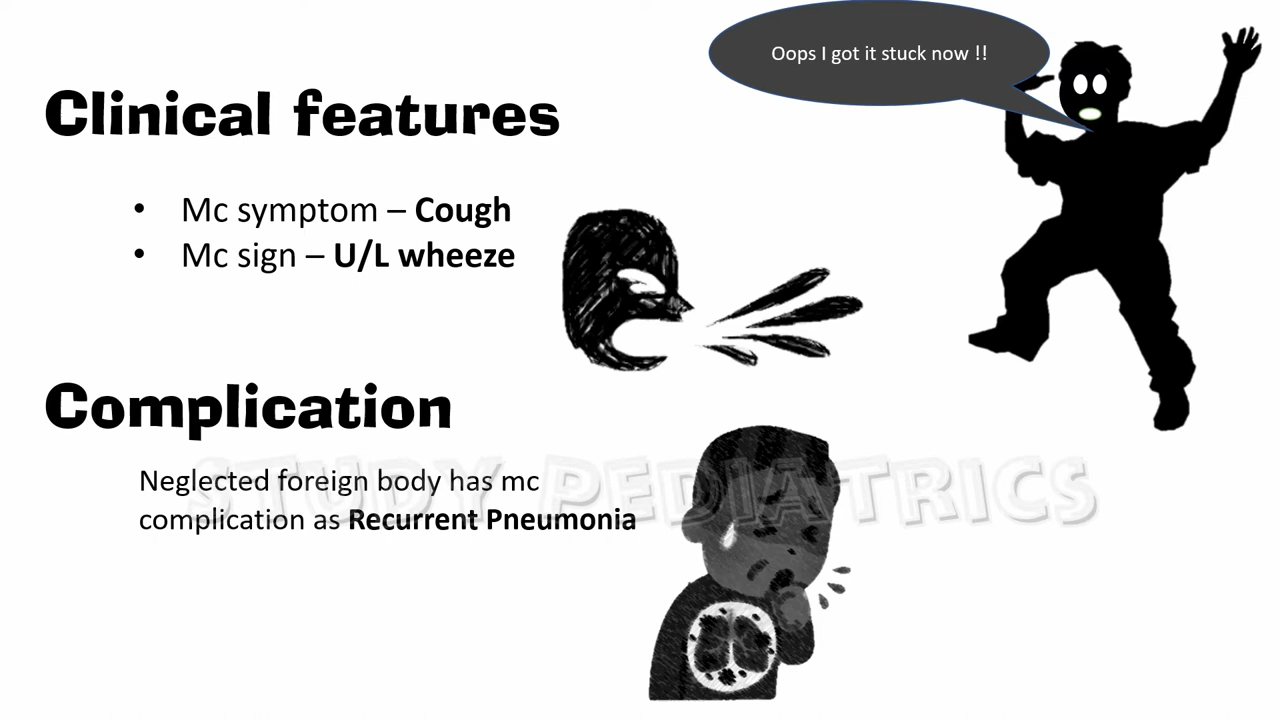 Oops I got it stuck now !!
Clinical features
• Mc symptom – Cough
• Mc sign – U/L wheeze
Complication
Neglected foreign body has mc
complication as Recurrent Pneumonia
STUDY PEDIATRICS